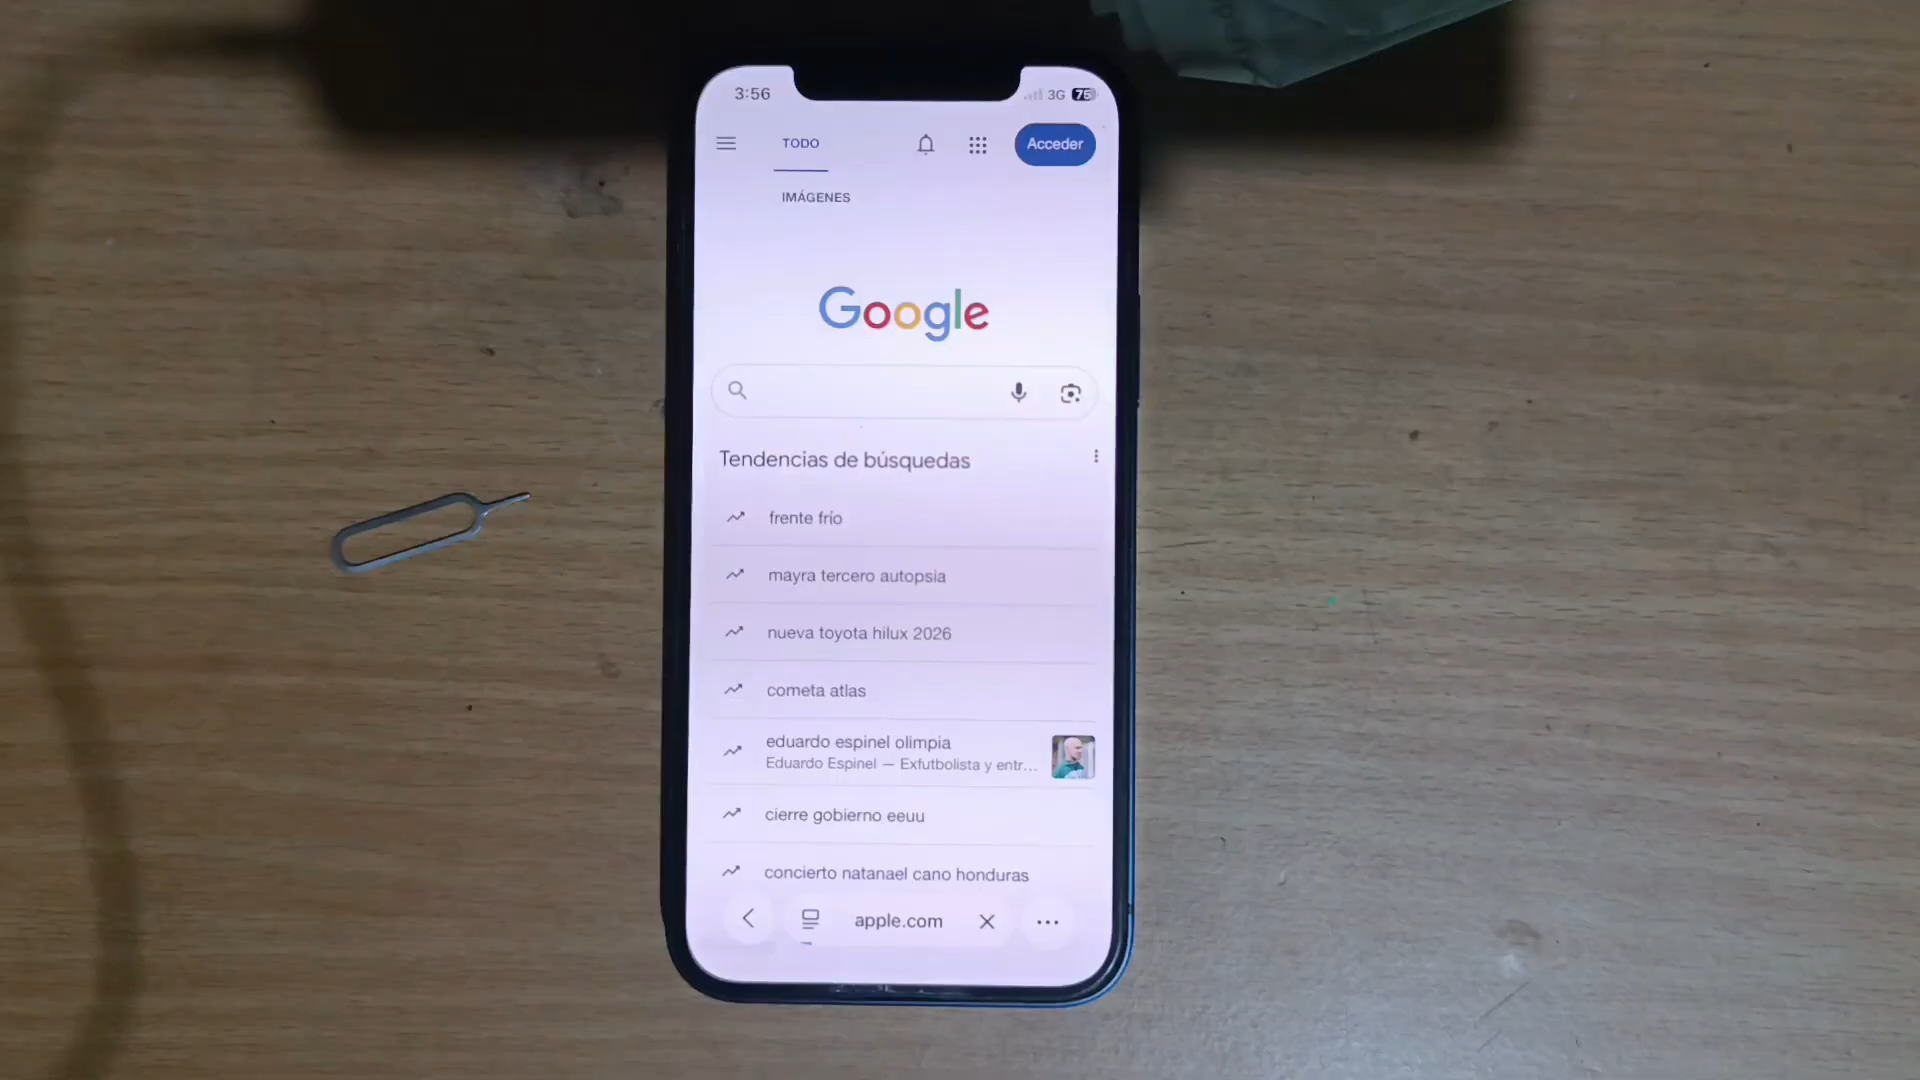 3:56
3G 75
TODO
Acceder
IMÁGENES
Google
Tendencias de búsquedas
frente frío
mayra tercero autopsia
nueva toyota hilux 2026
cometa atlas
eduardo espinel olimpia
Eduardo Espinel — Exfutbolista y entr...
cierre gobierno eeuu
concierto natanael cano honduras
apple.com